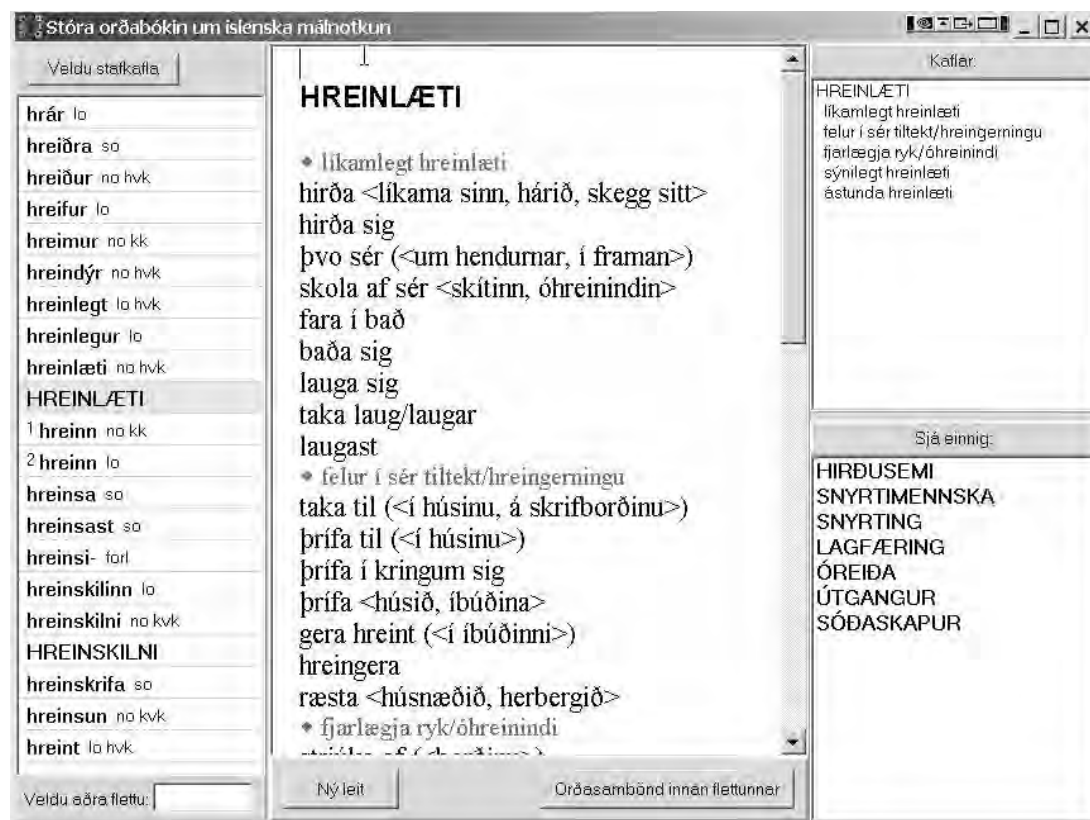 Stóra orðabókin um íslenska málnotkun
Veldu stafkafla
hrár lo
hreiðra so
hreiður no hvk
hreifur lo
hreimur no kk
hreindýr no hvk
hreinlegt lo hvk
hreinlegur lo
hreinlæti no hvk
HREINLÆTI
1 hreinn no kk
2 hreinn lo
hreinsa so
hreinsast so
hreinsi- forl
hreinskilinn lo
hreinskilni no kvk
HREINSKILNI
hreinskrifa so
hreinsun no kvk
hreint lo hvk
Veldu aðra flettu:
HREINLÆTI
• líkamlegt hreinlæti
hirða <líkama sinn, hárið, skegg sitt>
hirða sig
þvo sér (<um hendurnar, í framan>)
skola af sér <skítinn, óhreinindin>
fara í bað
baða sig
lauga sig
taka laug/laugar
laugast
• felur í sér tiltekt/hreingerningu
taka til (<í húsinu, á skrifborðinu>)
þrífa til (<í húsinu>)
þrífa í kringum sig
þrífa <húsið, íbúðina>
gera hreint (<í íbúðinni>)
hreingera
ræsta <húsnæðið, herbergið>
• fjarlægja ryk/óhreinindi
Ný leit
Orðasambönd innan flettunnar
Kaflar:
HREINLÆTI
líkamlegt hreinlæti
felur í sér tiltekt/hreingerningu
fjarlægja ryk/óhreinindi
sýnilegt hreinlæti
ástunda hreinlæti
Sjá einnig:
HIRÐUSEMI
SNYRTIMENNSKA
SNYRTING
LAGFÆRING
ÓREIÐA
ÚTGANGUR
SÓÐASKAPUR